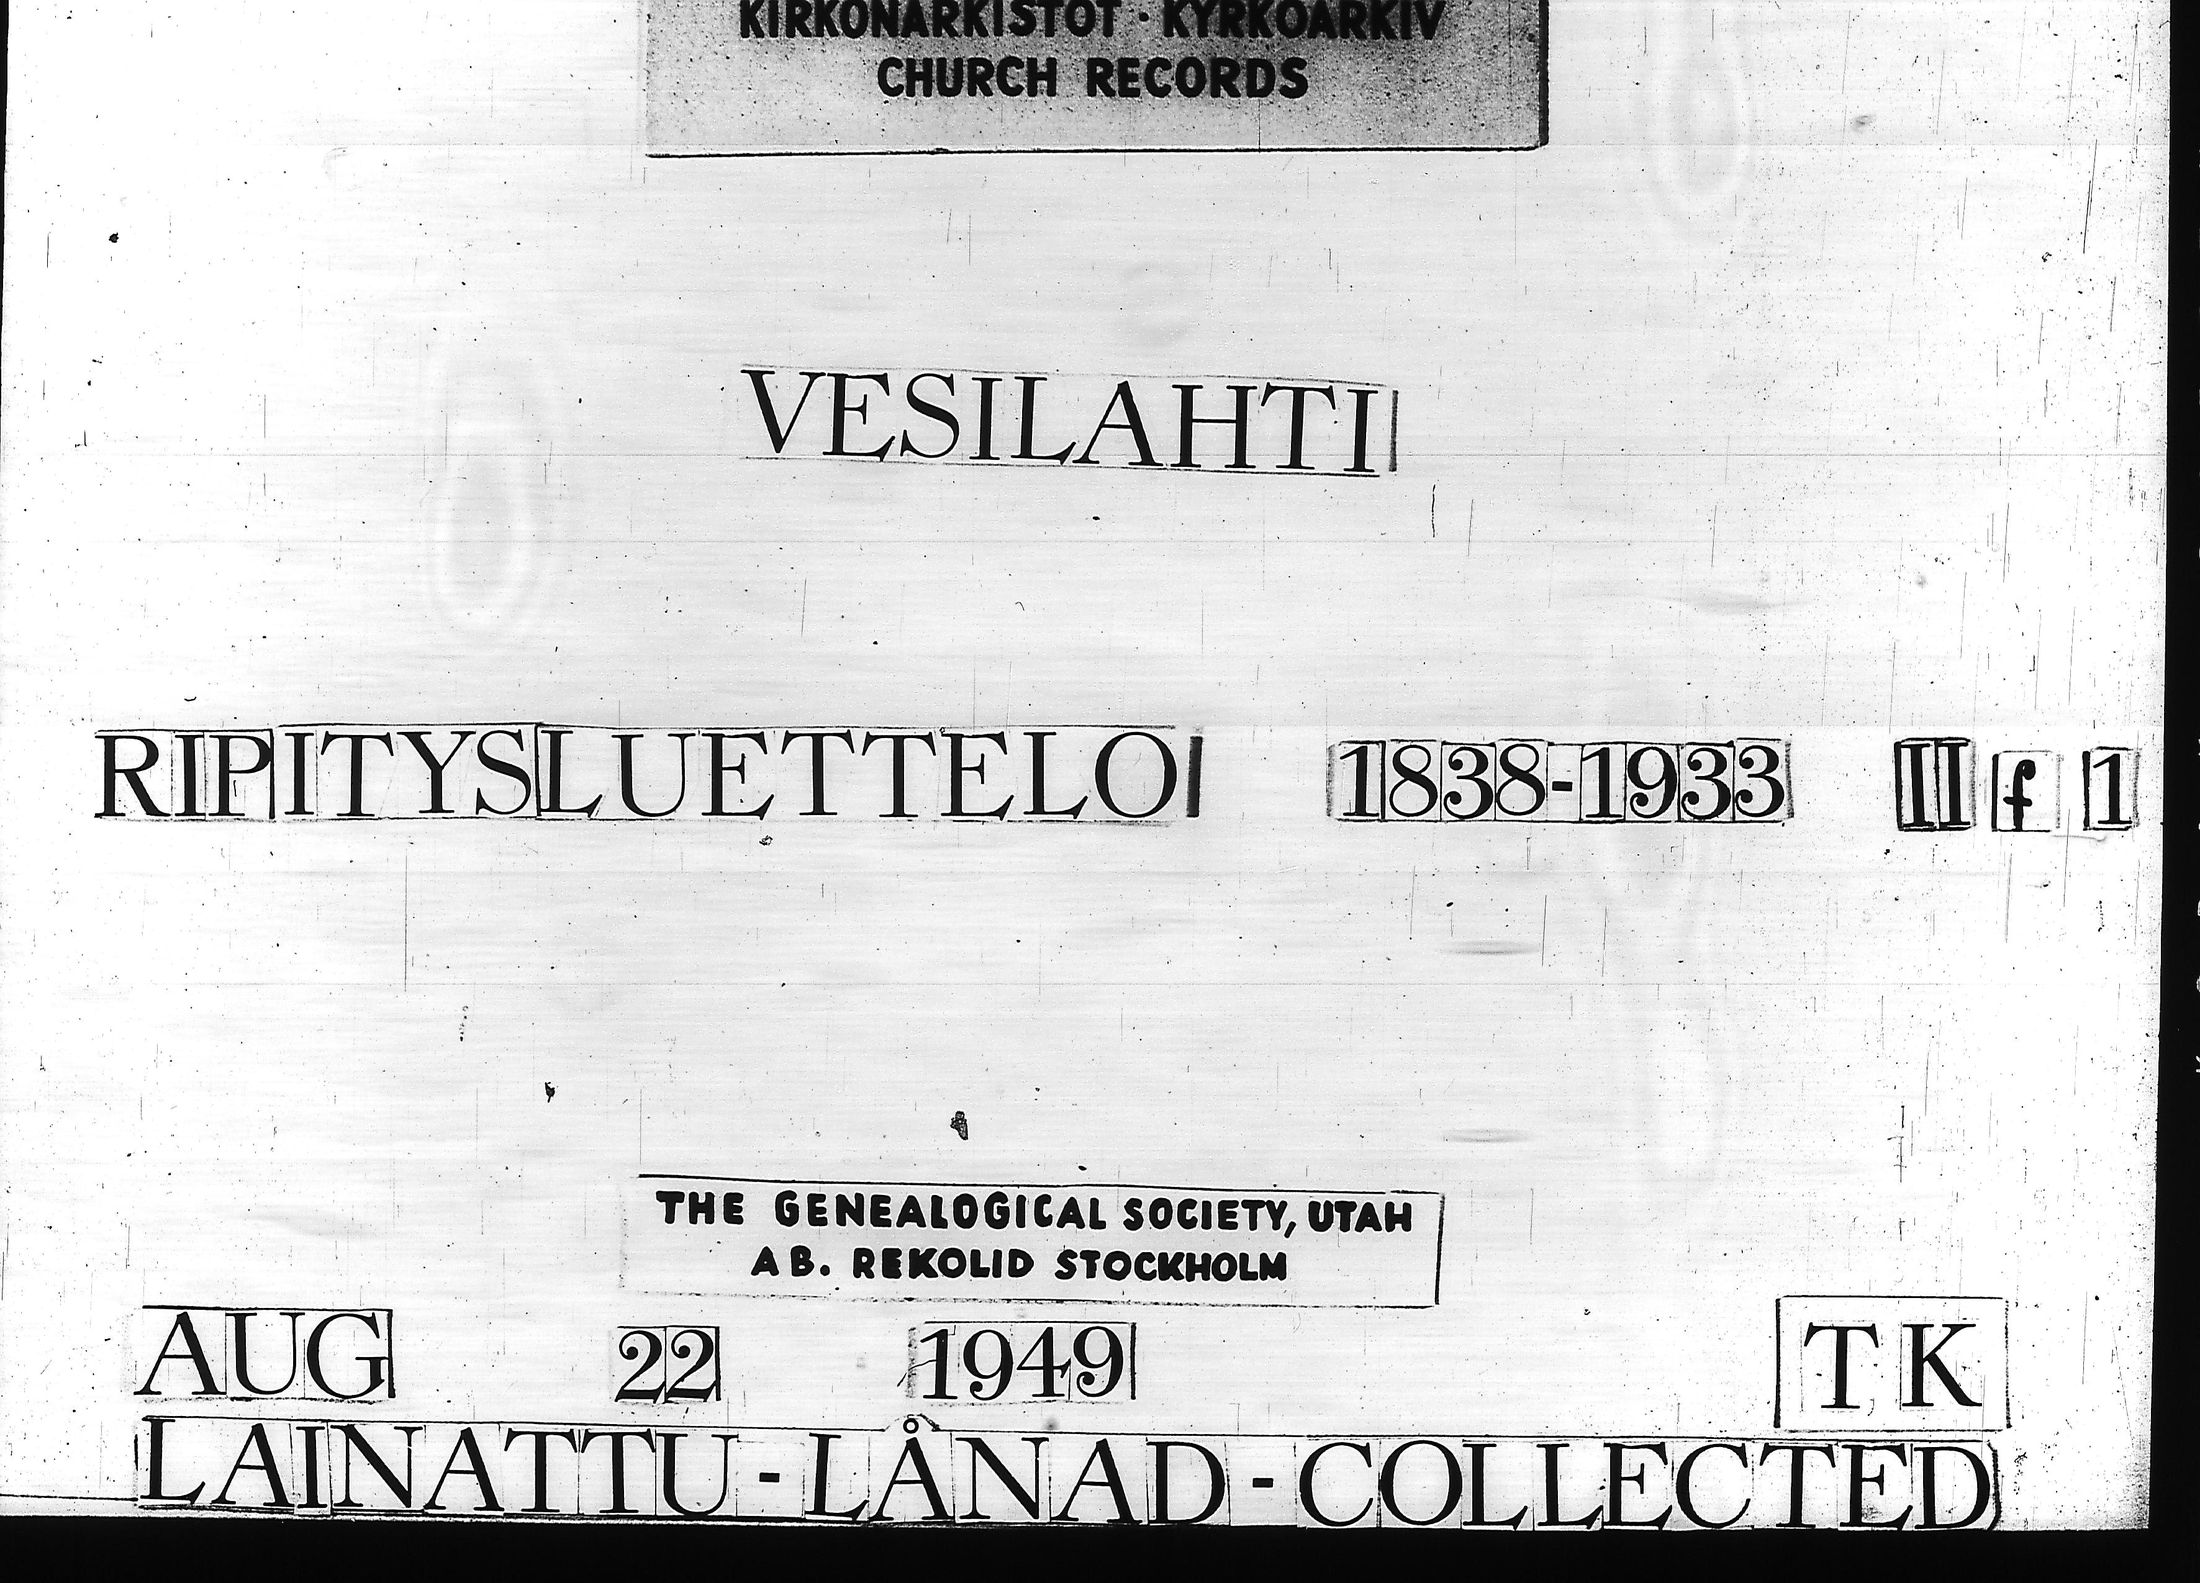 KIRKONARKISTOT · KYRKOARKIV
CHURCH RECORDS
VESILAHTI
RIPITYSLUETTELO 1838-1933 II f 1
THE GENEALOGICAL SOCIETY, UTAH
AB. REKOLID STOCKHOLM
AUG 22 1949 TK
LAINATTU - LÅNAD - COLLECTED